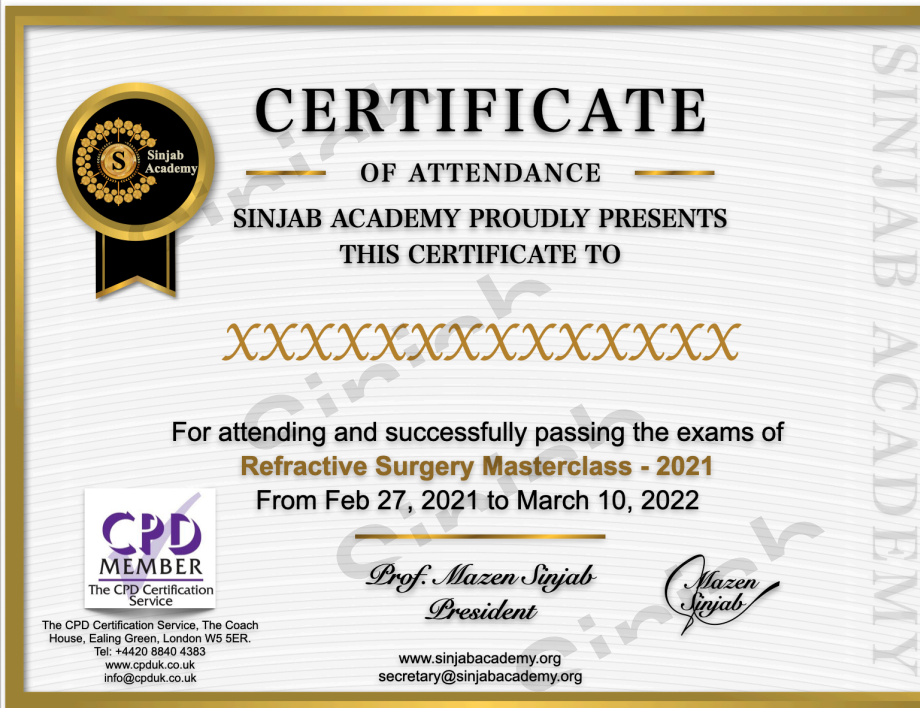 CERTIFICATE
OF ATTENDANCE
SINJAB ACADEMY PROUDLY PRESENTS
THIS CERTIFICATE TO
S
Sinjab
Academy
XXXXXXXXXXXXXXX
For attending and successfully passing the exams of
Refractive Surgery Masterclass - 2021
From Feb 27, 2021 to March 10, 2022
CPD
MEMBER
The CPD Certification
Service
The CPD Certification Service, The Coach
House, Ealing Green, London W5 5ER.
Tel: +4420 8840 4383
www.cpduk.co.uk
info@cpduk.co.uk
Prof. Mazen Sinjab
President
Mazen
Sinjab
www.sinjabacademy.org
secretary@sinjabacademy.org
SINJAB ACADEMY
Sinjab
Sinjab
Sinjab
Sinjab